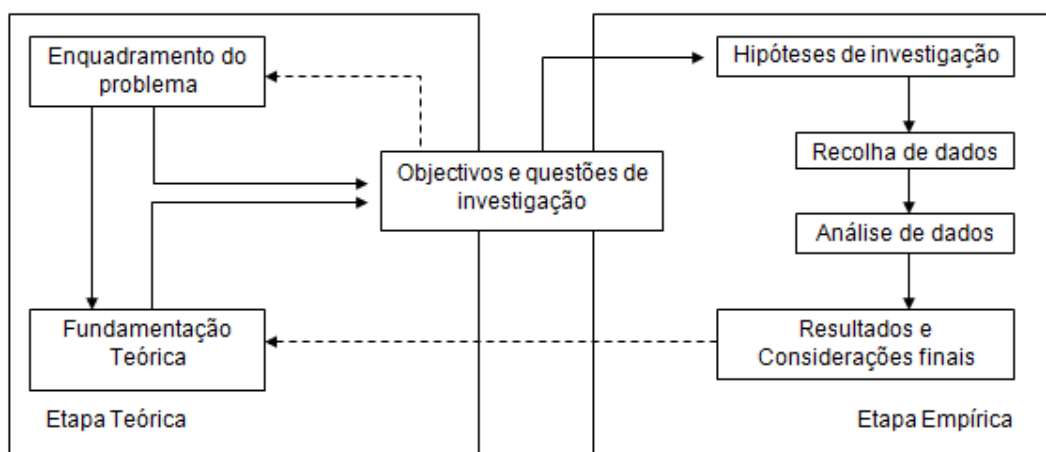 Enquadramento do
problema
Objectivos e questões de
investigação
Fundamentação
Teórica
Etapa Teórica
Hipóteses de investigação
Recolha de dados
Análise de dados
Resultados e
Considerações finais
Etapa Empírica